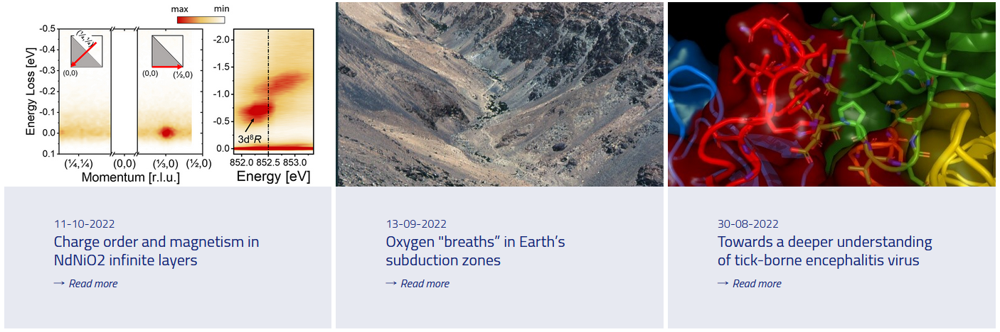 max
min
-0.5
-0.4
-0.3
-0.2
-0.1
0.0
0.1
Energy Loss [eV]
(¼,¼)
(0,0)
(0,0)
(½,0)
(¼,¼)
(0,0)
(⅓,0)
(½,0)
Momentum [r.l.u.]
-2.0
-1.5
-1.0
-0.5
0.0
3d⁸R
852.0
852.5
853.0
Energy [eV]
11-10-2022
Charge order and magnetism in
NdNiO2 infinite layers
→ Read more
13-09-2022
Oxygen "breaths” in Earth’s
subduction zones
→ Read more
30-08-2022
Towards a deeper understanding
of tick-borne encephalitis virus
→ Read more